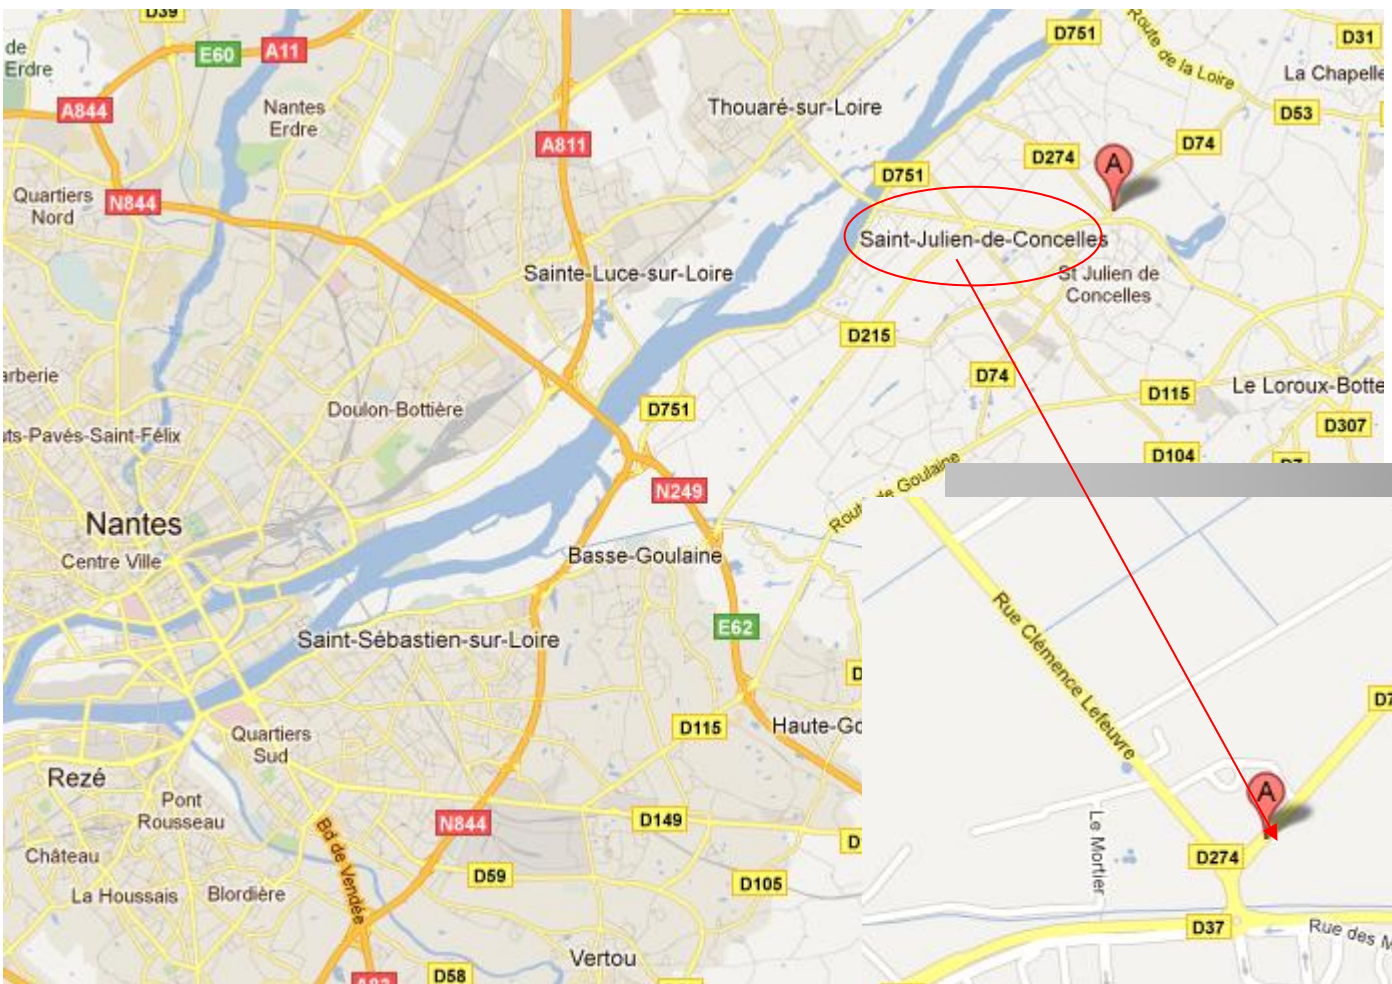 D39
de
Erdre
E60
A11
A844
Nantes
Erdre
Quartiers
Nord
N844
A811
Thouaré-sur-Loire
D751
Route de la Loire
D31
La Chapelle
D53
D74
D274
A
D751
Saint-Julien-de-Concelles
St Julien de
Concelles
Sainte-Luce-sur-Loire
D215
D74
D115
Le Loroux-Botte
D307
D104
arberie
Doulon-Bottière
D751
uts-Pavés-Saint-Félix
N249
Route de Goulaine
Nantes
Centre Ville
Basse-Goulaine
E62
Saint-Sébastien-sur-Loire
Quartiers
Sud
D115
Haute-Go
Rezé
Pont
Rousseau
Bd de Vendée
N844
D149
Château
D59
D105
La Houssais
Blordière
Vertou
D58
Rue Clémence Lefeuvre
A
Le Mortier
D274
D37
Rue des M